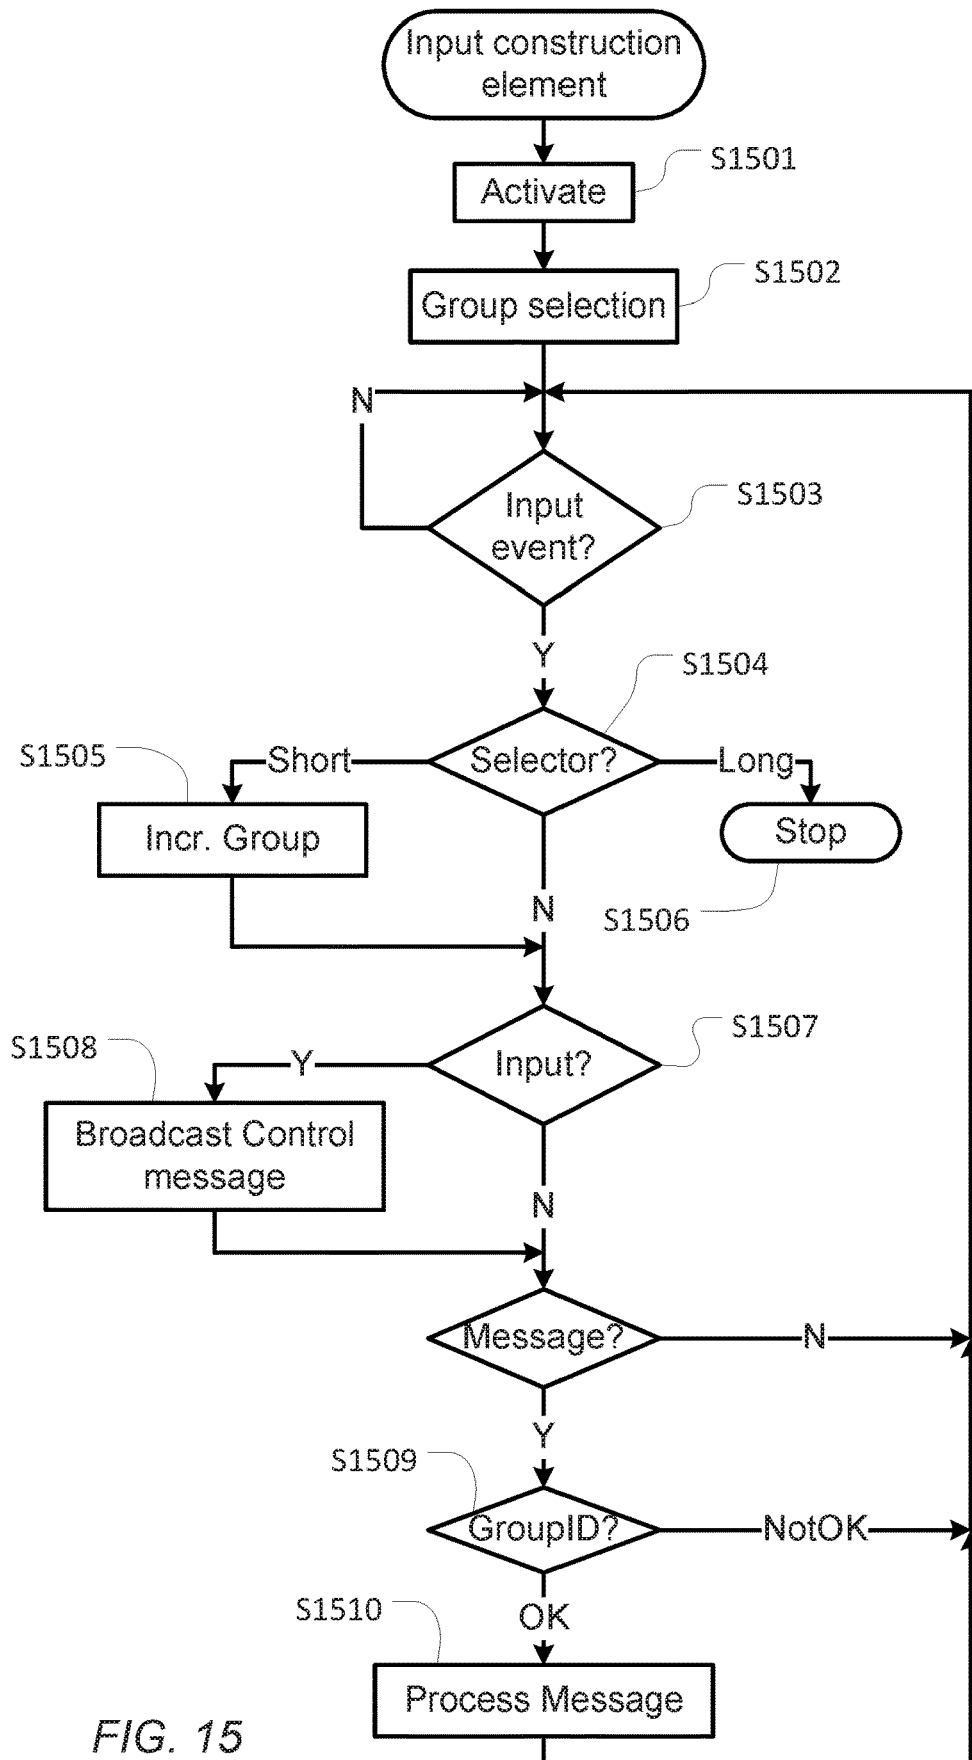 Input construction
element
S1501
Activate
S1502
Group selection
N
S1503
Input
event?
Y
S1504
S1505
Short
Selector?
Long
Incr. Group
Stop
N
S1506
S1507
S1508
Y
Input?
Broadcast Control
message
N
Message?
N
Y
S1509
GroupID?
NotOK
S1510
OK
Process Message
FIG. 15